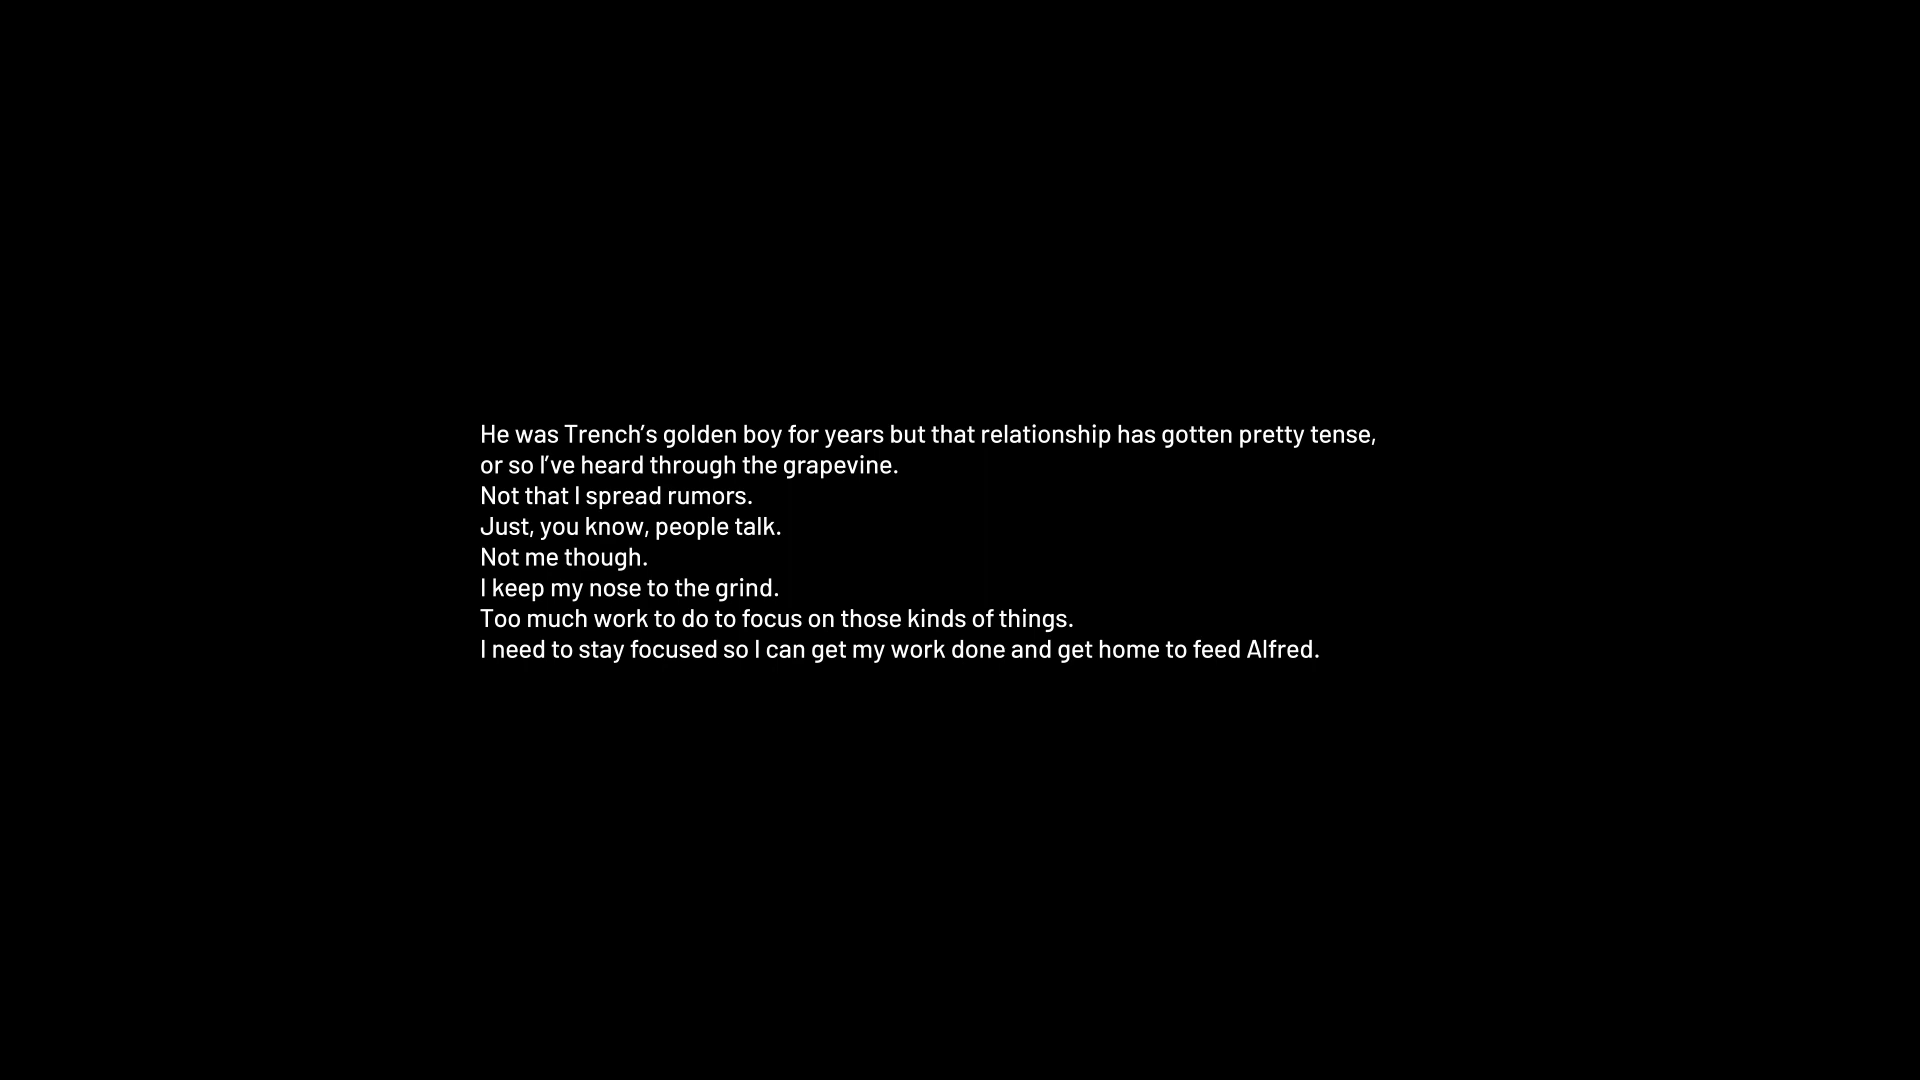 He was Trench’s golden boy for years but that relationship has gotten pretty tense,
or so I’ve heard through the grapevine.
Not that I spread rumors.
Just, you know, people talk.
Not me though.
I keep my nose to the grind.
Too much work to do to focus on those kinds of things.
I need to stay focused so I can get my work done and get home to feed Alfred.